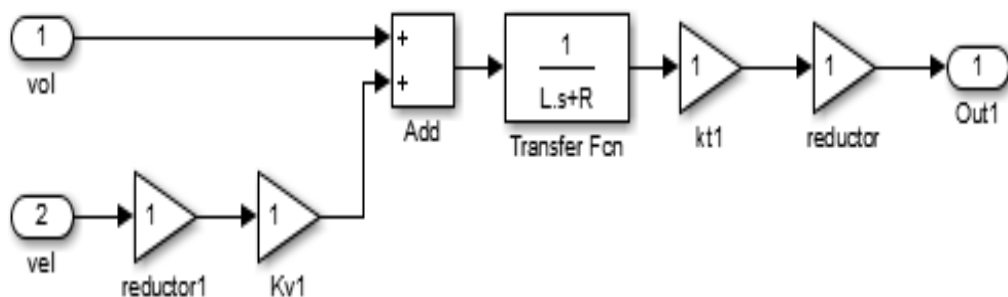 1
vol
+
+
Add
1
L.s+R
Transfer Fcn
1
kt1
1
reductor
1
Out1
2
vel
1
reductor1
1
Kv1